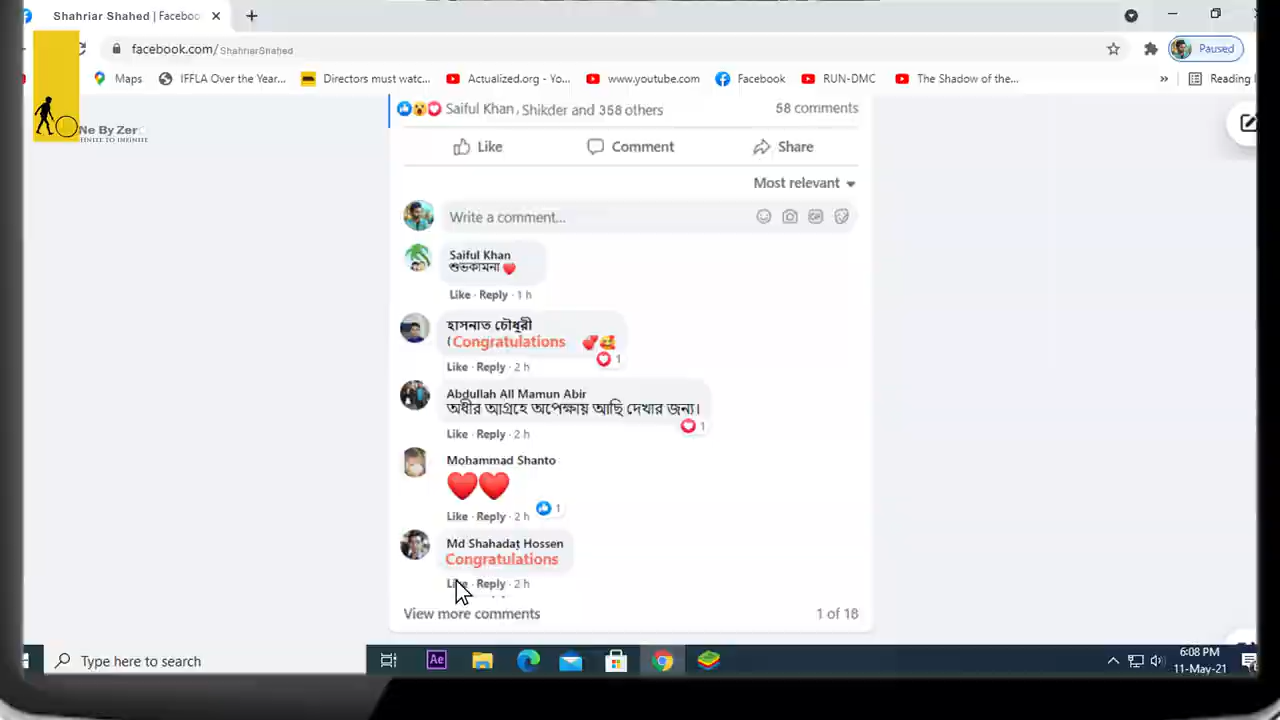 Shahriar Shahed | Faceboo
facebook.com/ShahriarShahed
Paused
Maps
IFFLA Over the Year...
Directors must watc...
Actualized.org - Yo...
www.youtube.com
Facebook
RUN-DMC
The Shadow of the...
Reading
Ne By Zero
FINITE TO INFINITE
Saiful Khan, Shikder and 358 others
58 comments
Like
Comment
Share
Most relevant
Write a comment...
Saiful Khan
শুভকামনা
Like · Reply · 1 h
হাসনাত চৌধুরী
(Congratulations
1
Like · Reply · 2 h
Abdullah All Mamun Abir
অধীর আগ্রহে অপেক্ষায় আছি দেখার জন্য।
1
Like · Reply · 2 h
Mohammad Shanto
1
Like · Reply · 2 h
Md Shahadat Hossen
Congratulations
Like · Reply · 2 h
View more comments
1 of 18
Type here to search
Ae
6:08 PM
11-May-21